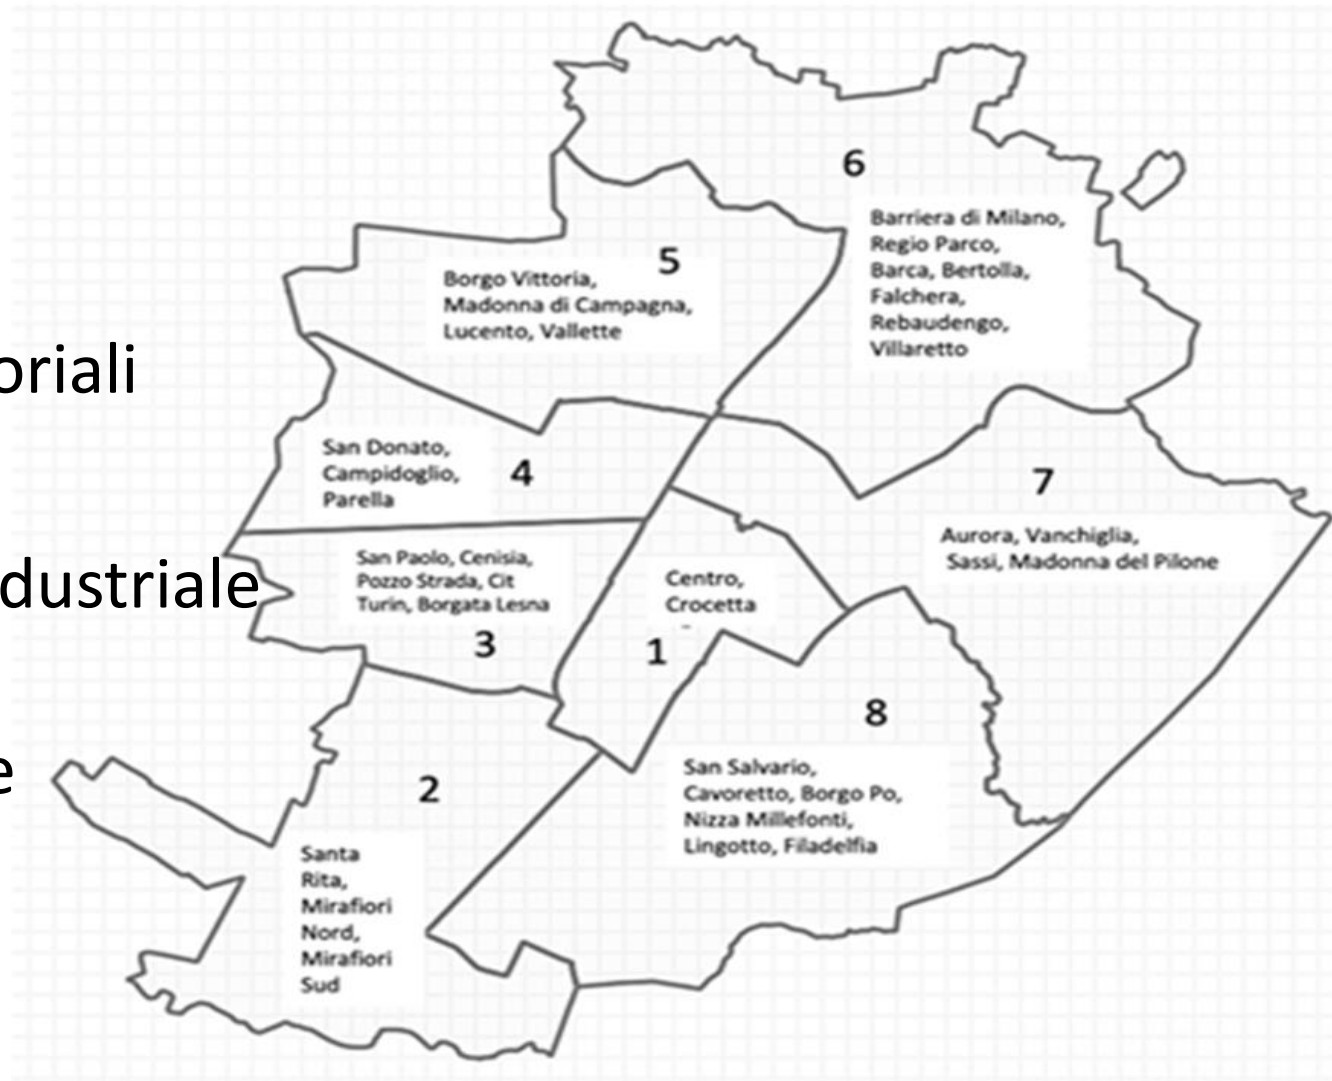 6
Barriera di Milano,
Regio Parco,
Barca, Bertolla,
Falchera,
Rebaudengo,
Villaretto
5
Borgo Vittoria,
Madonna di Campagna,
Lucento, Vallette
oriali
San Donato,
Campidoglio,
Parella
4
7
Aurora, Vanchiglia,
Sassi, Madonna del Pilone
dustriale
San Paolo, Cenisia,
Pozzo Strada, Cit
Turin, Borgata Lesna
3
Centro,
Crocetta
1
8
San Salvario,
Cavoretto, Borgo Po,
Nizza Millefonti,
Lingotto, Filadelfia
e
2
Santa
Rita,
Mirafiori
Nord,
Mirafiori
Sud